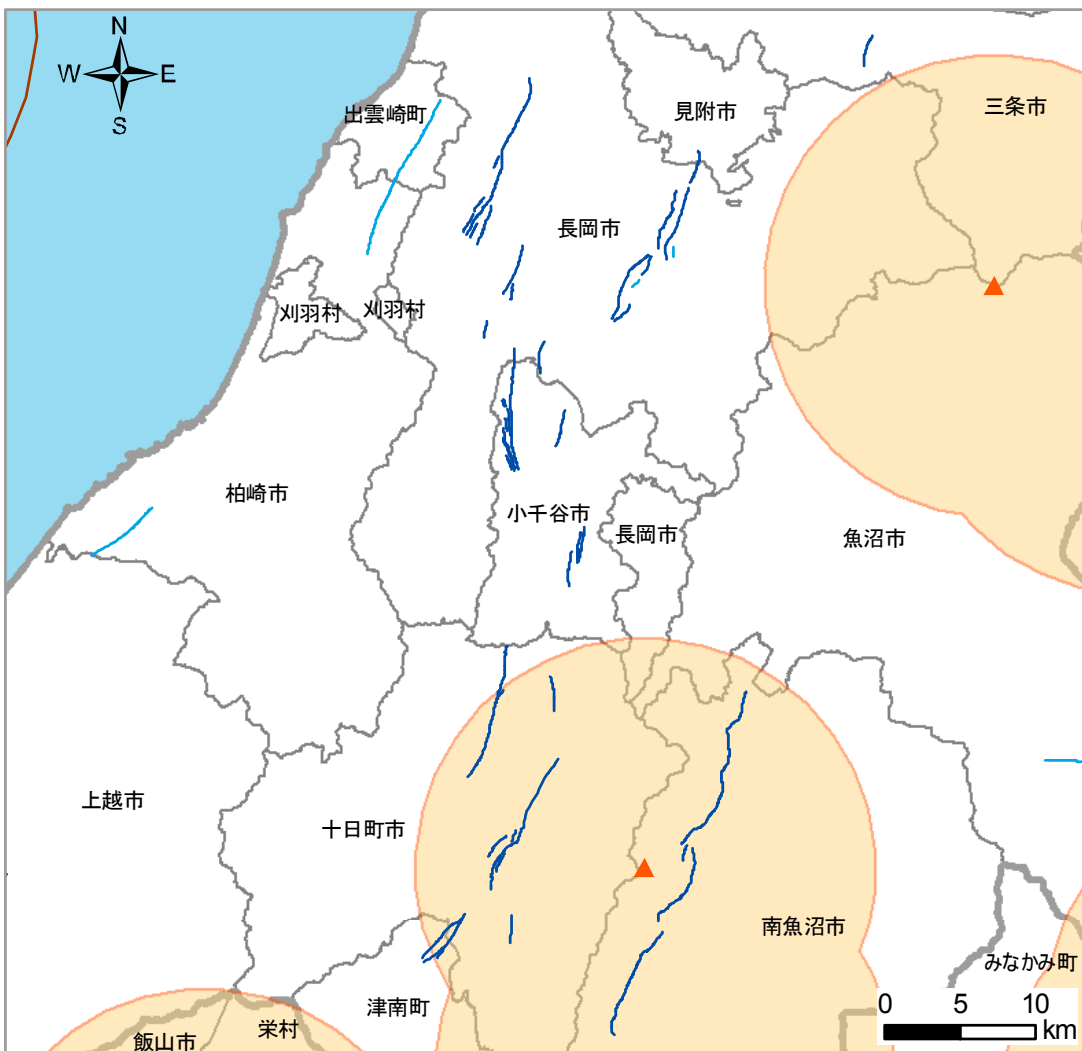 N
W E
S
出雲崎町
見附市
三条市
長岡市
刈羽村
刈羽村
柏崎市
小千谷市
長岡市
魚沼市
上越市
十日町市
南魚沼市
みなかみ町
津南町
栄村
飯山市
0 5 10
km